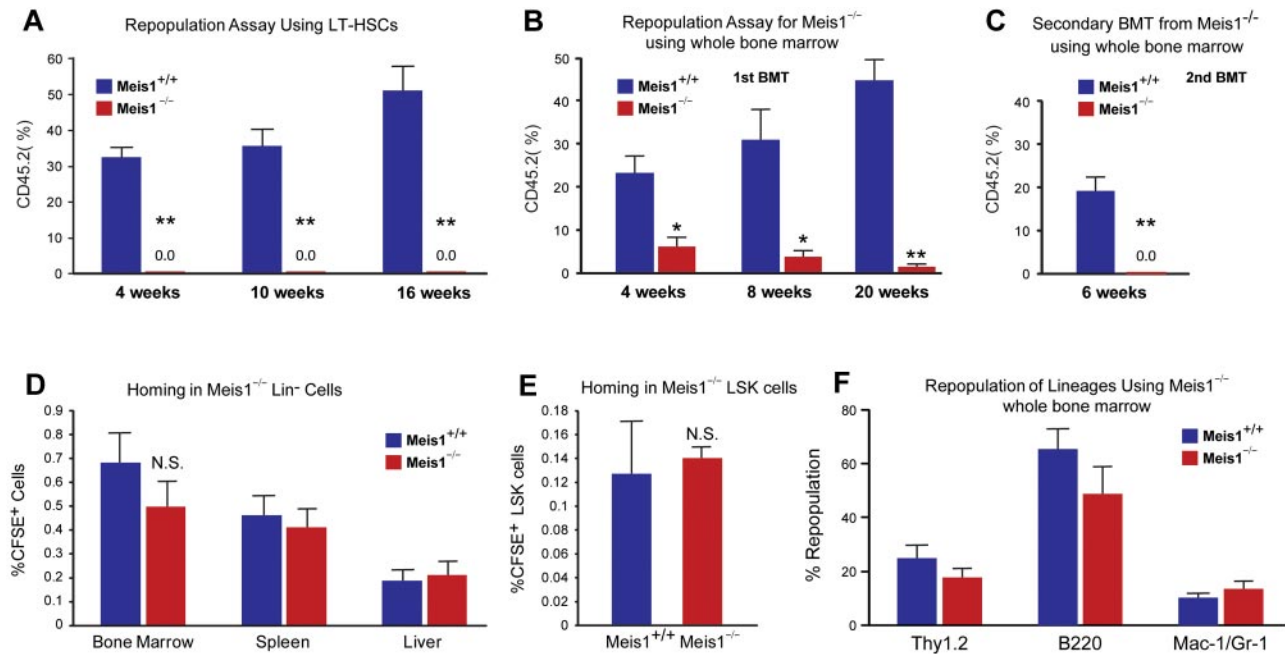 A
Repopulation Assay Using LT-HSCs
60
50
40
30
20
10
0
CD45.2( %)
Meis1+/+
Meis1−/−
**
0.0
**
0.0
**
0.0
4 weeks
10 weeks
16 weeks
B
Repopulation Assay for Meis1−/−
using whole bone marrow
50
40
30
20
10
0
CD45.2( %)
Meis1+/+
Meis1−/−
1st BMT
*
*
**
4 weeks
8 weeks
20 weeks
C
Secondary BMT from Meis1-/-
using whole bone marrow
40
30
20
10
0
CD45.2( %)
Meis1+/+
Meis1−/−
2nd BMT
**
0.0
6 weeks
D
Homing in Meis1−/− Lin- Cells
0.9
0.8
0.7
0.6
0.5
0.4
0.3
0.2
0.1
0
%CFSE+ Cells
Meis1+/+
Meis1−/−
N.S.
Bone Marrow
Spleen
Liver
E
Homing in Meis1−/− LSK cells
0.18
0.16
0.14
0.12
0.10
0.08
0.06
0.04
0.02
0
%CFSE+ LSK cells
N.S.
Meis1+/+ Meis1−/−
F
Repopulation of Lineages Using Meis1−/−
whole bone marrow
80
60
40
20
0
% Repopulation
Meis1+/+
Meis1−/−
Thy1.2
B220
Mac-1/Gr-1